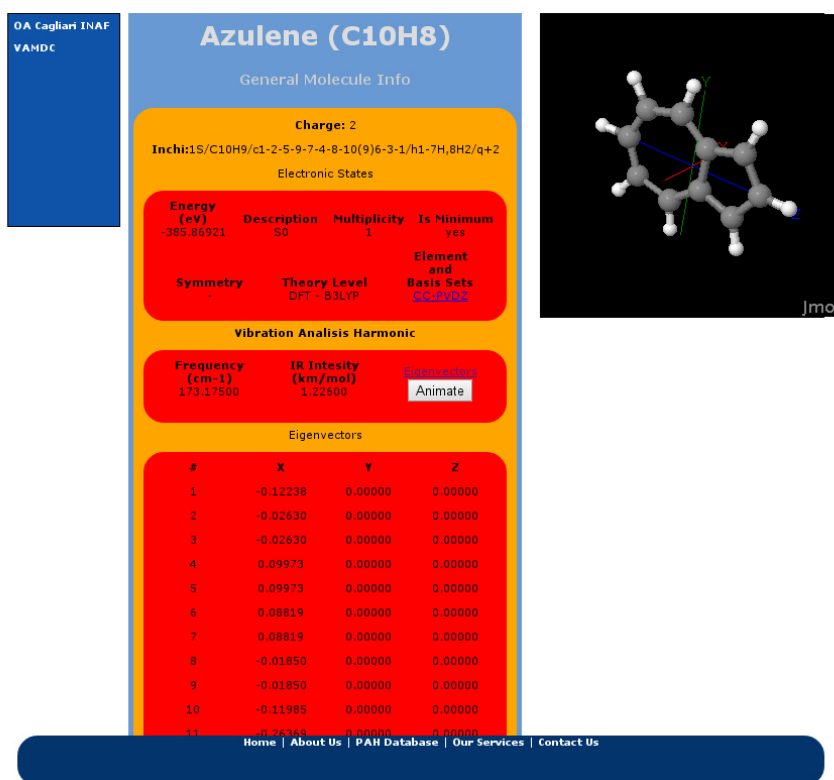 OA Cagliari INAF
VAMDC
Azulene (C10H8)
General Molecule Info
Charge: 2
Inchi:1S/C10H9/c1-2-5-9-7-4-8-10(9)6-3-1/h1-7H,8H2/q+2
Electronic States
Energy (eV) Description Multiplicity Is Minimum
-385.86921 S0 1 yes
Symmetry Theory Level Element and Basis Sets
- DFT - B3LYP CC-PVDZ
Vibration Analisis Harmonic
Frequency (cm-1) IR Intesity (km/mol) Eigenvectors
173.17500 1.22600 Animate
Eigenvectors
# X Y Z
1 -0.12238 0.00000 0.00000
2 -0.02630 0.00000 0.00000
3 -0.02630 0.00000 0.00000
4 0.09973 0.00000 0.00000
5 0.09973 0.00000 0.00000
6 0.08819 0.00000 0.00000
7 0.08819 0.00000 0.00000
8 -0.01850 0.00000 0.00000
9 -0.01850 0.00000 0.00000
10 -0.11985 0.00000 0.00000
11 -0.26369 0.00000 0.00000
Home | About Us | PAH Database | Our Services | Contact Us
Y
X
Z
Jmo